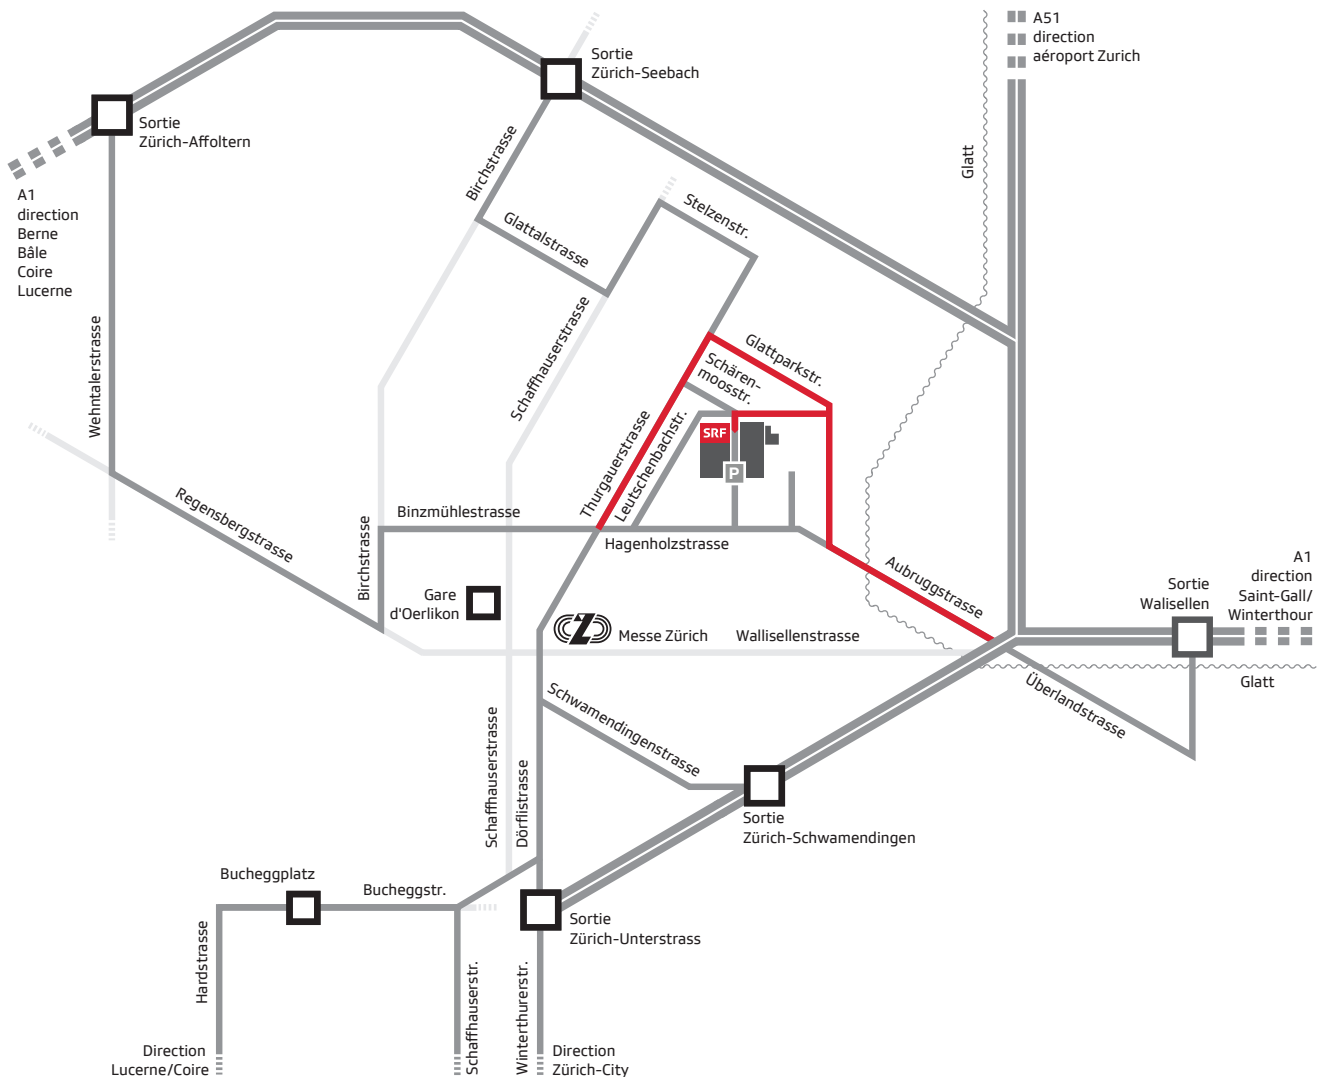 A51
direction
aéroport Zurich
Sortie
Zürich-Seebach
Sortie
Zürich-Affoltern
A1
direction
Berne
Bâle
Coire
Lucerne
Birchstrasse
Glatt
Stelzenstr.
Glattalstrasse
Schaffhauserstrasse
Wehntalerstrasse
Glattparkstr.
Schären-
moosstr.
Thurgauerstrasse
Leutschenbachstr.
SRF
P
Regensbergstrasse
Binzmühlestrasse
Birchstrasse
Hagenholzstrasse
Aubruggstrasse
Gare
d'Oerlikon
Messe Zürich
Wallisellenstrasse
Sortie
Walisellen
A1
direction
Saint-Gall/
Winterthour
Glatt
Überlandstrasse
Schwamendingenstrasse
Schaffhauserstrasse
Dörflistrasse
Sortie
Zürich-Schwamendingen
Bucheggplatz
Bucheggstr.
Sortie
Zürich-Unterstrass
Hardstrasse
Schaffhauserstr.
Winterthurerstr.
Direction
Lucerne/Coire
Direction
Zürich-City